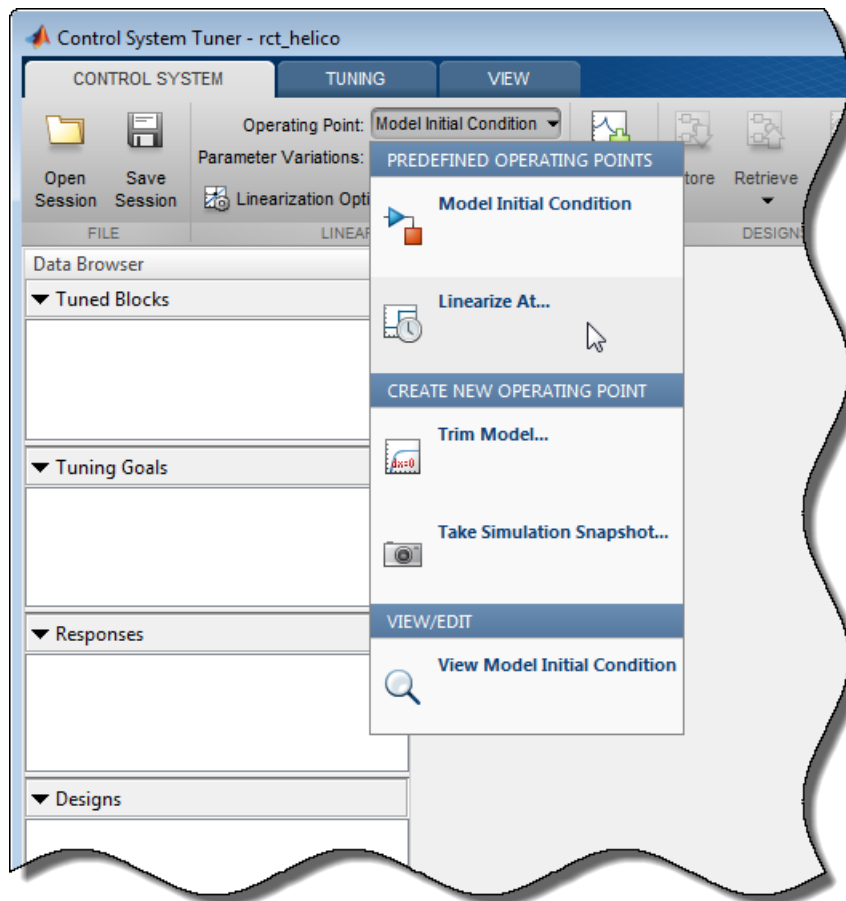 Control System Tuner - rct_helico
CONTROL SYSTEM
TUNING
VIEW
Operating Point: Model Initial Condition
Parameter Variations:
Linearization Opti
Open Session
Save Session
tore
Retrieve
FILE
LINEAR
DESIGNS
PREDEFINED OPERATING POINTS
Model Initial Condition
Linearize At...
CREATE NEW OPERATING POINT
dx=0
Trim Model...
Take Simulation Snapshot...
VIEW/EDIT
View Model Initial Condition
Data Browser
Tuned Blocks
Tuning Goals
Responses
Designs